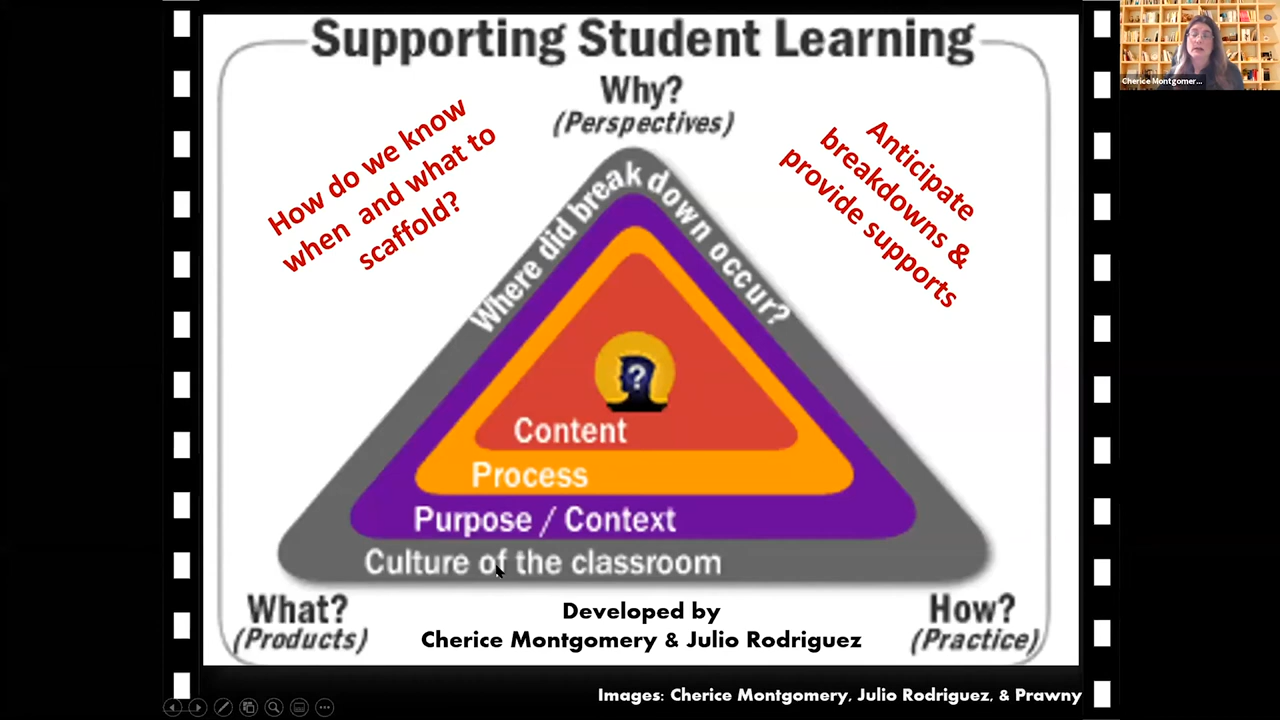 Supporting Student Learning
Why?
(Perspectives)
How do we know
when and what to
scaffold?
Anticipate
breakdowns &
provide supports
Where did break down occur?
?
Content
Process
Purpose / Context
Culture of the classroom
What?
(Products)
How?
(Practice)
Developed by
Cherice Montgomery & Julio Rodriguez
Images: Cherice Montgomery, Julio Rodriguez, & Prawny
Cherice Montgomer...